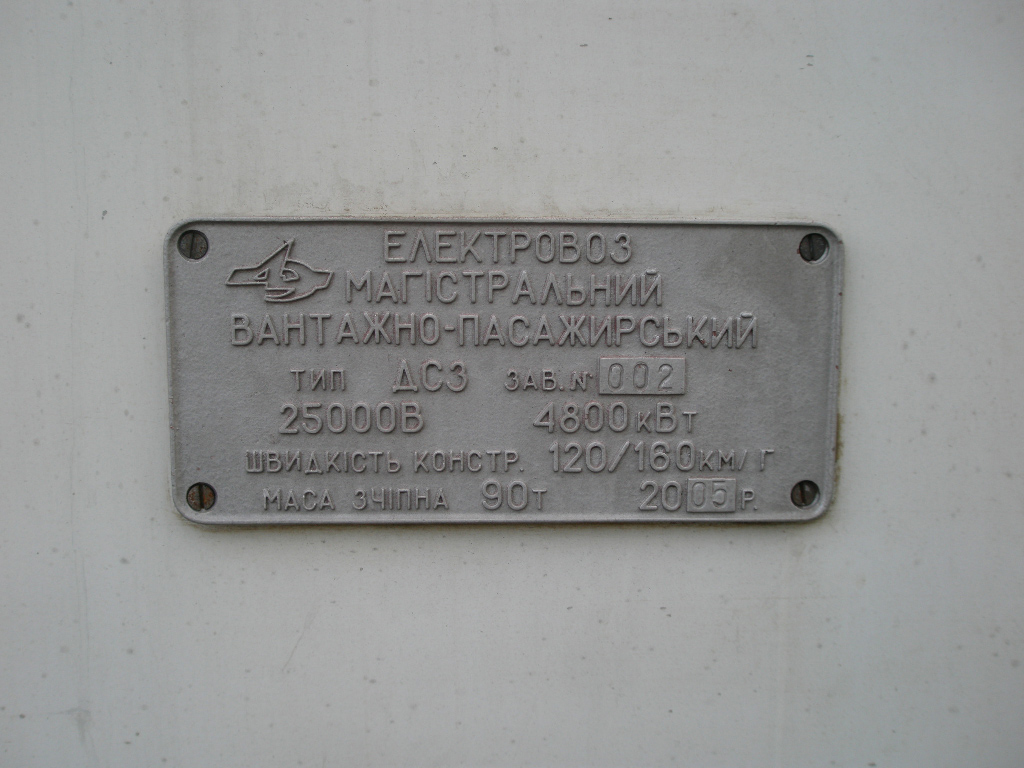 ЕЛЕКТРОВОЗ
МАГІСТРАЛЬНИЙ
ВАНТАЖНО-ПАСАЖИРСЬКИЙ
ТИП ДС3 ЗАВ.№ 002
25000В 4800кВт
ШВИДКІСТЬ КОНСТР. 120/160КМ/Г
МАСА ЗЧІПНА 90Т 2005Р.